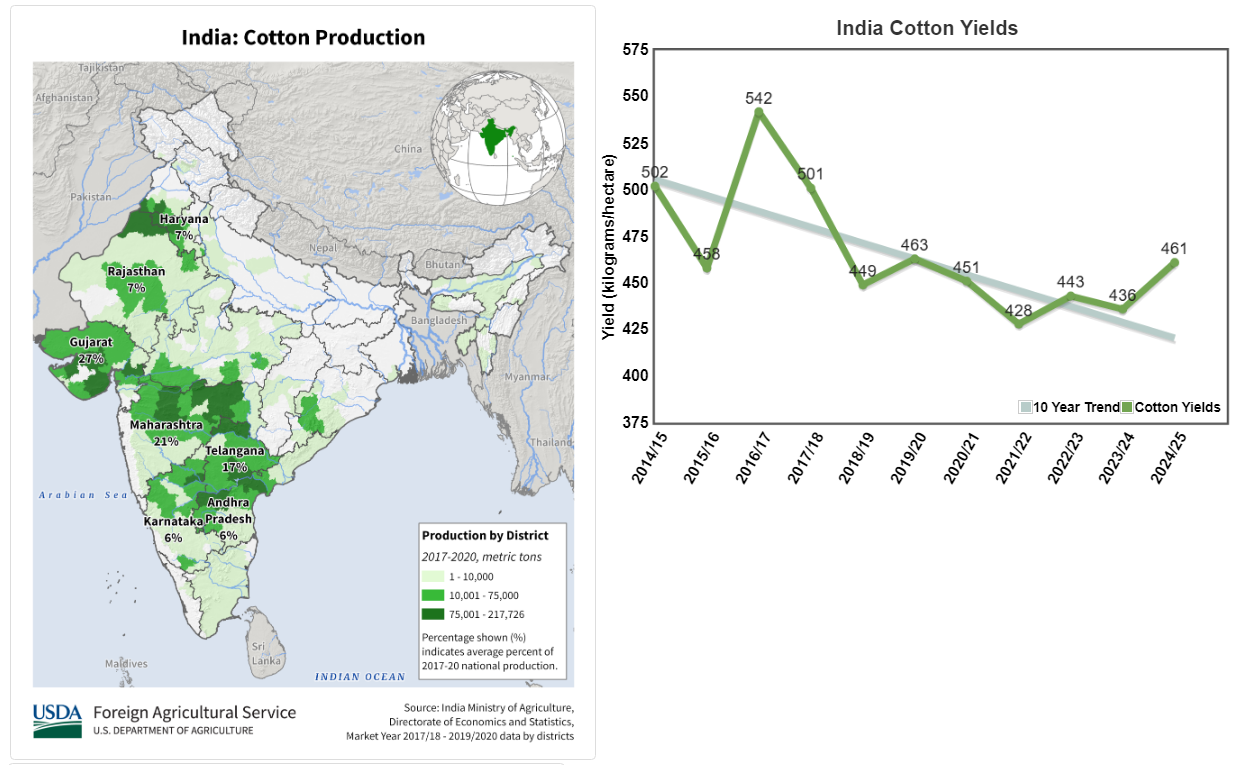 India: Cotton Production
Tajikistan
Afghanistan
China
Pakistan
Haryana
7%
Nepal
Bhutan
Rajasthan
7%
Bangladesh
Gujarat
27%
Myanmar
Maharashtra
21%
Telangana
17%
Thailand
Arabian Sea
Andhra
Pradesh
6%
Karnataka
6%
Production by District
2017-2020, metric tons
1 - 10,000
10,001 - 75,000
75,001 - 217,726
Percentage shown (%)
indicates average percent of
2017-20 national production.
Sri
Lanka
Maldives
INDIAN OCEAN
USDA
Foreign Agricultural Service
U.S. DEPARTMENT OF AGRICULTURE
Source: India Ministry of Agriculture,
Directorate of Economics and Statistics,
Market Year 2017/18 - 2019/2020 data by districts
India Cotton Yields
Yield (kilograms/hectare)
575
550
525
500
475
450
425
400
375
502
458
542
501
449
463
451
428
443
436
461
10 Year Trend
Cotton Yields
2014/15
2015/16
2016/17
2017/18
2018/19
2019/20
2020/21
2021/22
2022/23
2023/24
2024/25